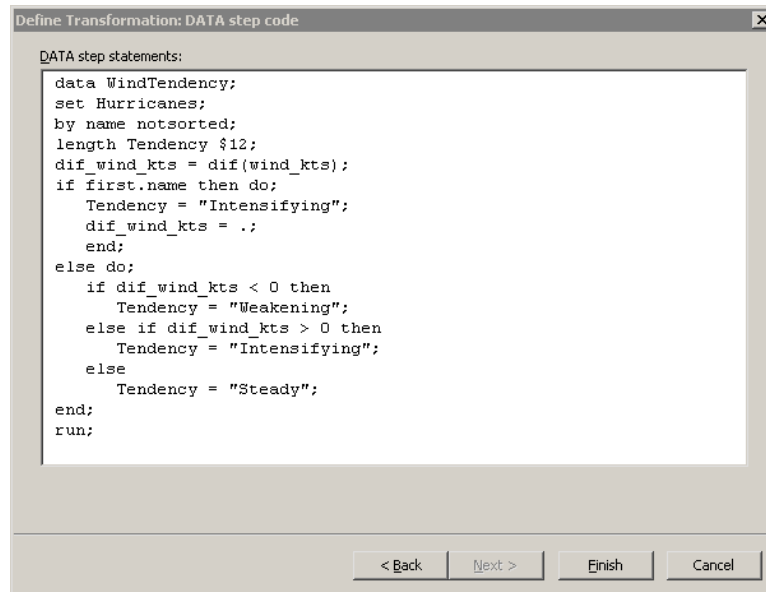 Define Transformation: DATA step code
DATA step statements:
data WindTendency;
set Hurricanes;
by name notsorted;
length Tendency $12;
dif_wind_kts = dif(wind_kts);
if first.name then do;
   Tendency = "Intensifying";
   dif_wind_kts = .;
   end;
else do;
   if dif_wind_kts < 0 then
      Tendency = "Weakening";
   else if dif_wind_kts > 0 then
      Tendency = "Intensifying";
   else
      Tendency = "Steady";
end;
run;
< Back Next > Finish Cancel